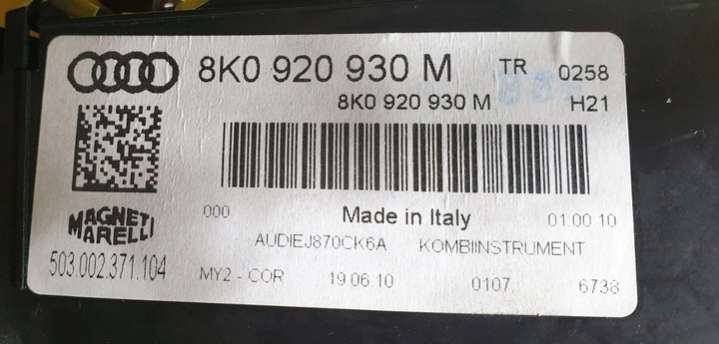 8K0 920 930 M TR 0258
8K0 920 930 M H21
000 Made in Italy 01.00 10
MAGNETI
MARELLI
AUDIEJ870CK6A KOMBIINSTRUMENT
503.002.371.104
MY2 - COR 19.06.10 0107 6738